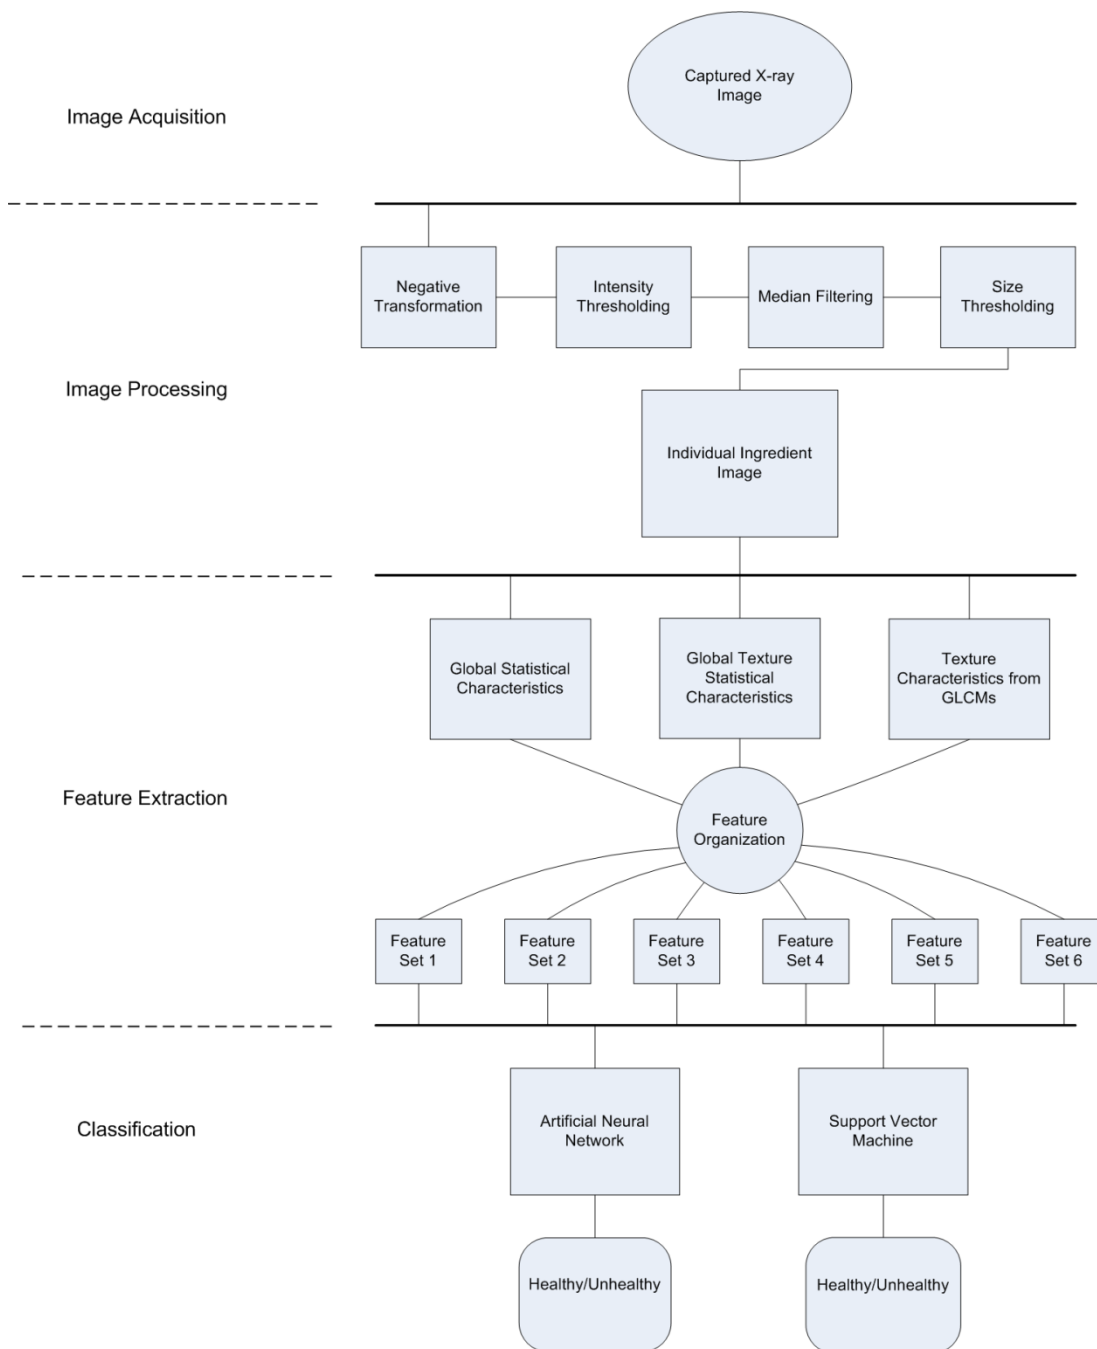 Captured X-ray
Image
Image Acquisition
Negative
Transformation
Intensity
Thresholding
Median Filtering
Size
Thresholding
Image Processing
Individual Ingredient
Image
Global Statistical
Characteristics
Global Texture
Statistical
Characteristics
Texture
Characteristics from
GLCMs
Feature Extraction
Feature
Organization
Feature
Set 1
Feature
Set 2
Feature
Set 3
Feature
Set 4
Feature
Set 5
Feature
Set 6
Classification
Artificial Neural
Network
Support Vector
Machine
Healthy/Unhealthy
Healthy/Unhealthy